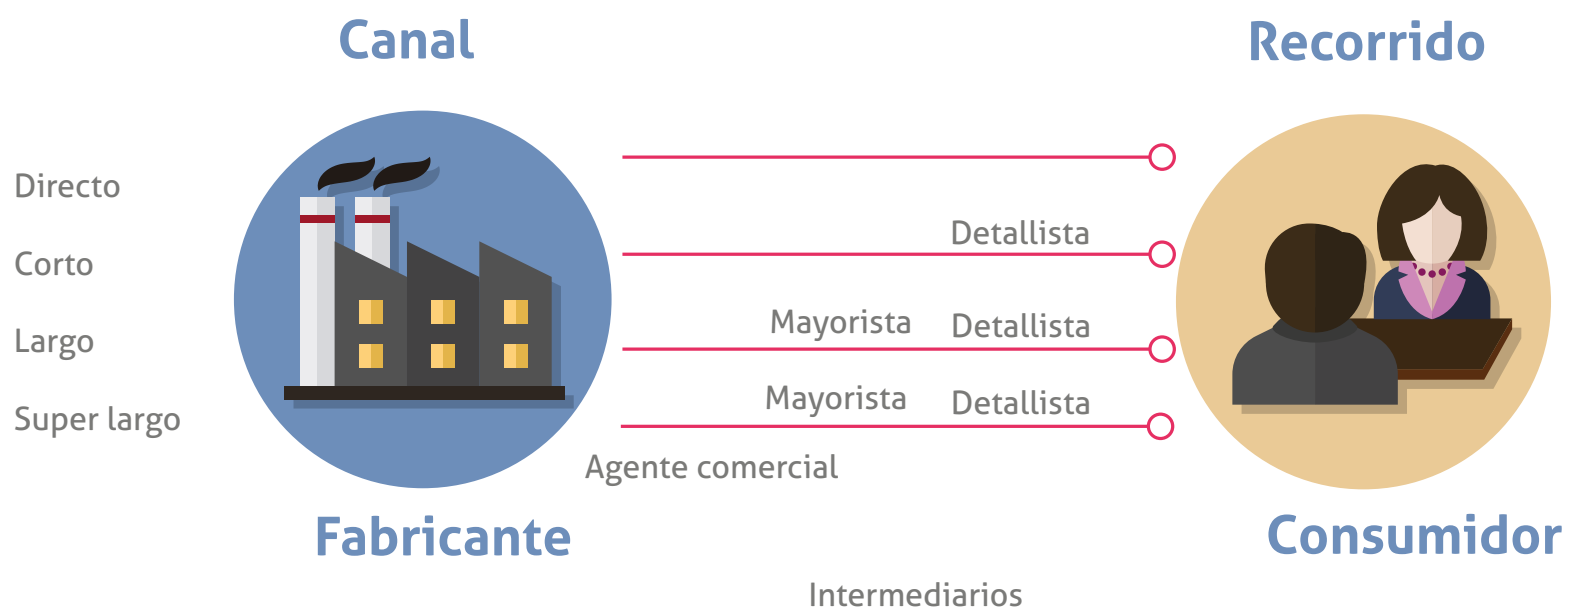 Canal
Recorrido
Directo
Corto
Detallista
Largo
Mayorista
Detallista
Super largo
Mayorista
Detallista
Agente comercial
Fabricante
Consumidor
Intermediarios